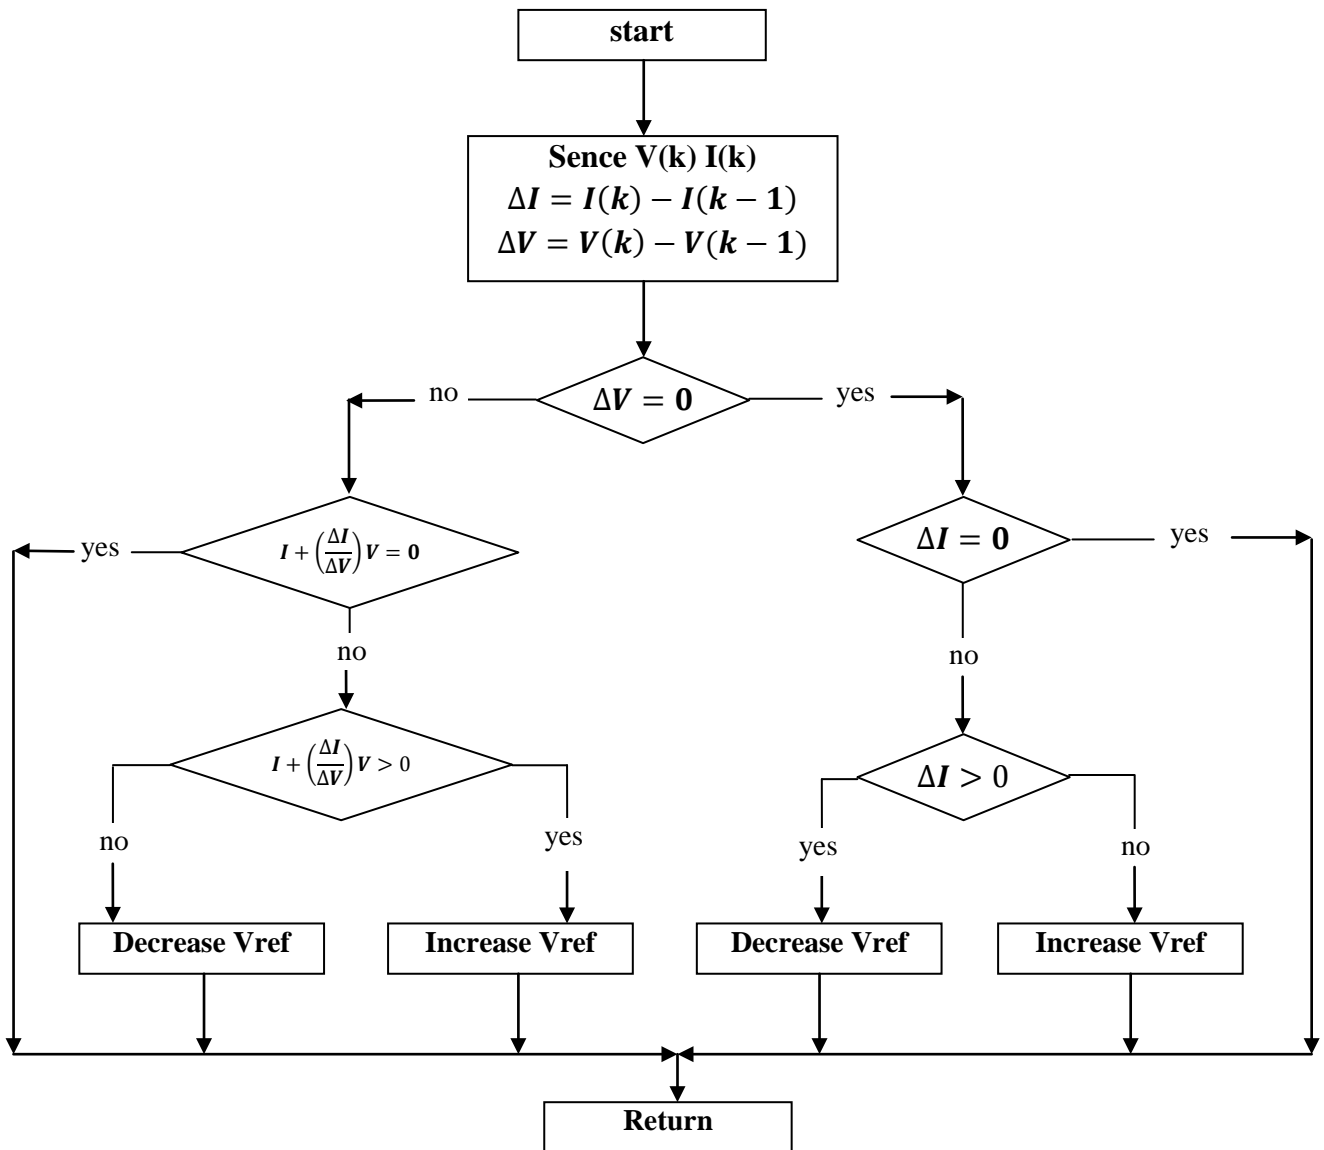 start
Sence V(k) I(k)
ΔI = I(k) − I(k − 1)
ΔV = V(k) − V(k − 1)
no
ΔV = 0
yes
yes
I + (ΔI/ΔV) V = 0
ΔI = 0
yes
no
no
I + (ΔI/ΔV) V > 0
ΔI > 0
no
yes
yes
no
Decrease Vref
Increase Vref
Decrease Vref
Increase Vref
Return